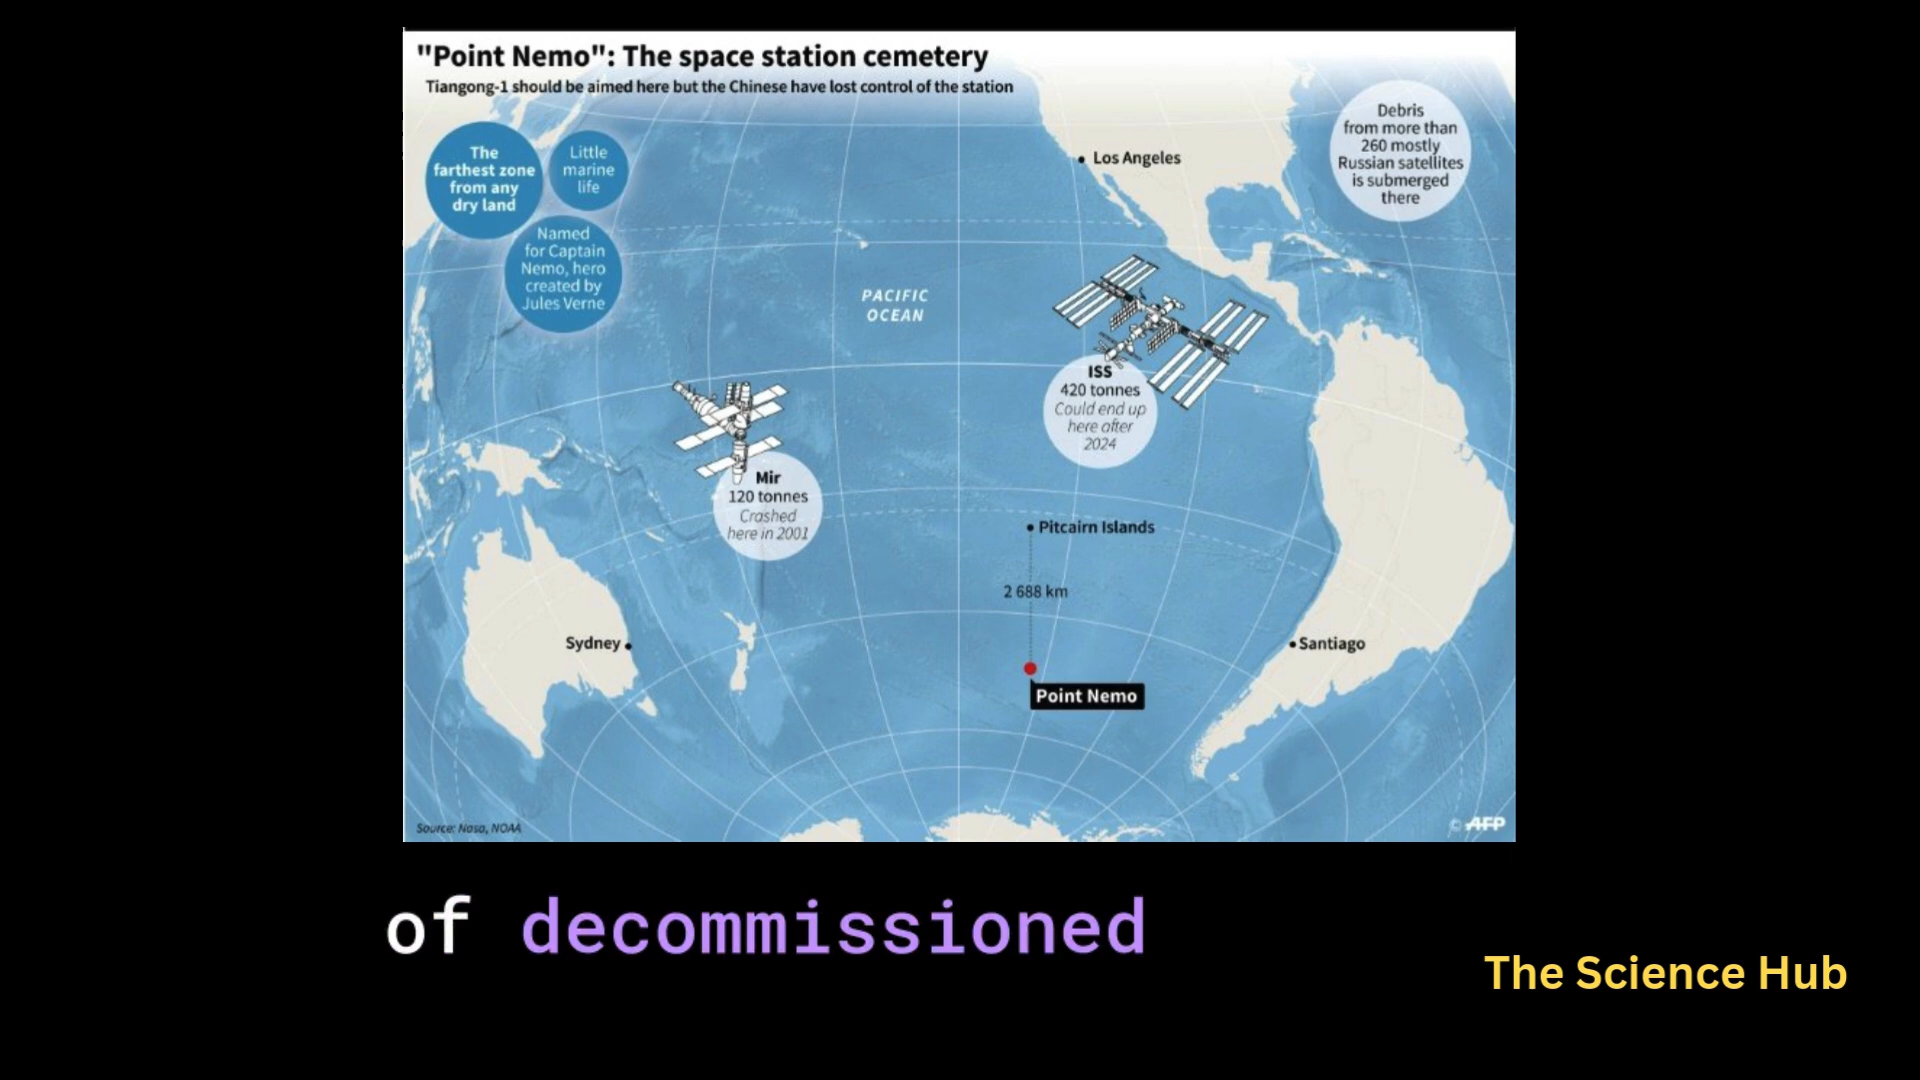 "Point Nemo": The space station cemetery
Tiangong-1 should be aimed here but the Chinese have lost control of the station
The
farthest zone
from any
dry land
Little
marine
life
Named
for Captain
Nemo, hero
created by
Jules Verne
Debris
from more than
260 mostly
Russian satellites
is submerged
there
Los Angeles
PACIFIC
OCEAN
ISS
420 tonnes
Could end up
here after
2024
Mir
120 tonnes
Crashed
here in 2001
Pitcairn Islands
2 688 km
Sydney
Santiago
Point Nemo
Source: Nasa, NOAA
© AFP
of decommissioned
The Science Hub